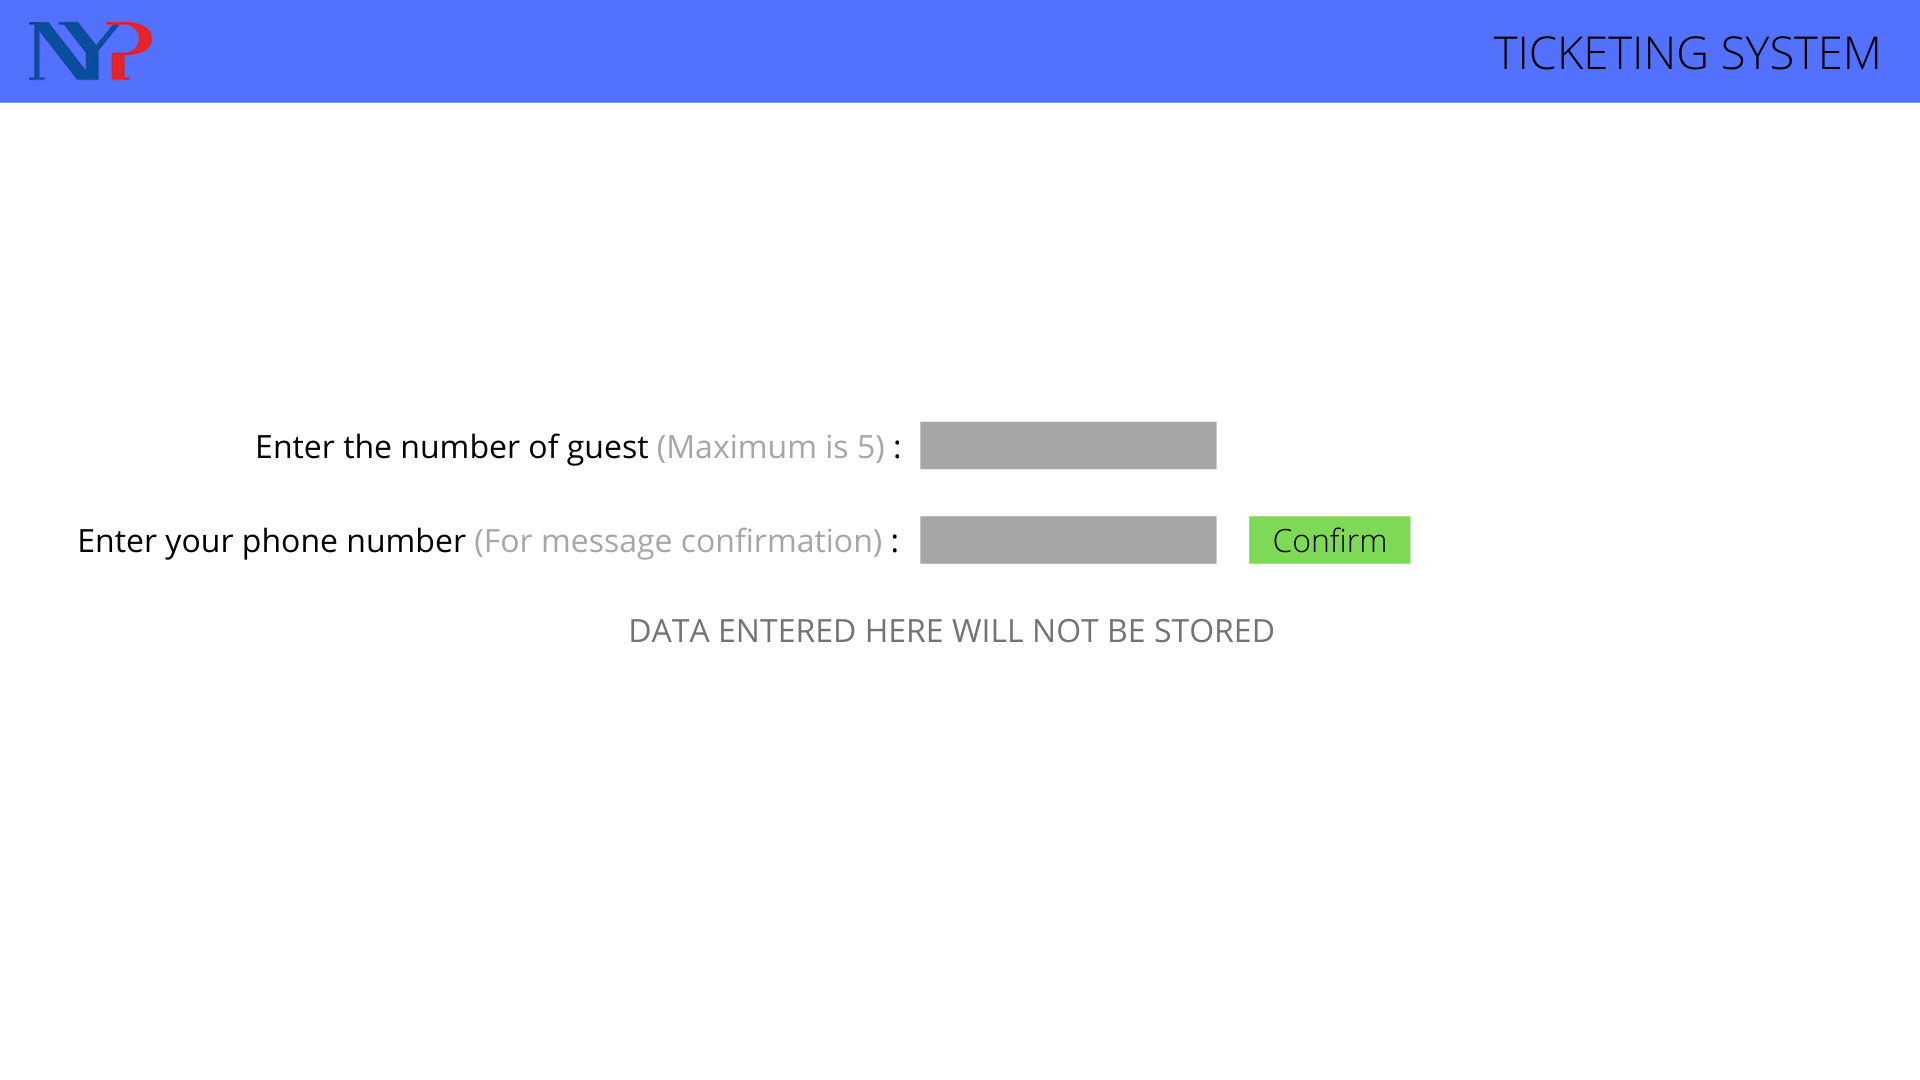 NYP
TICKETING SYSTEM
Enter the number of guest (Maximum is 5) :
Enter your phone number (For message confirmation) :
Confirm
DATA ENTERED HERE WILL NOT BE STORED